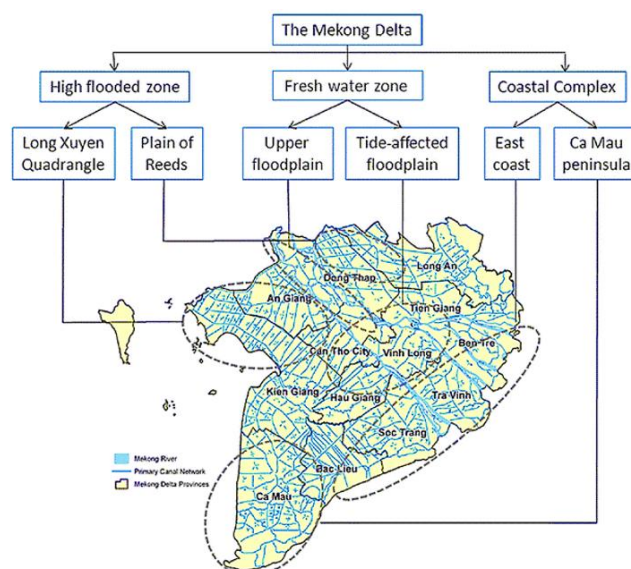 The Mekong Delta
High flooded zone
Fresh water zone
Coastal Complex
Long Xuyen
Quadrangle
Plain of
Reeds
Upper
floodplain
Tide-affected
floodplain
East
coast
Ca Mau
peninsula
Long An
Dong Thap
An Giang
Tien Giang
Ben Tre
Can Tho City
Vinh Long
Kien Giang
Hau Giang
Tra Vinh
Soc Trang
Bac Lieu
Ca Mau
Mekong River
Primary Canal Network
Mekong Delta Provinces